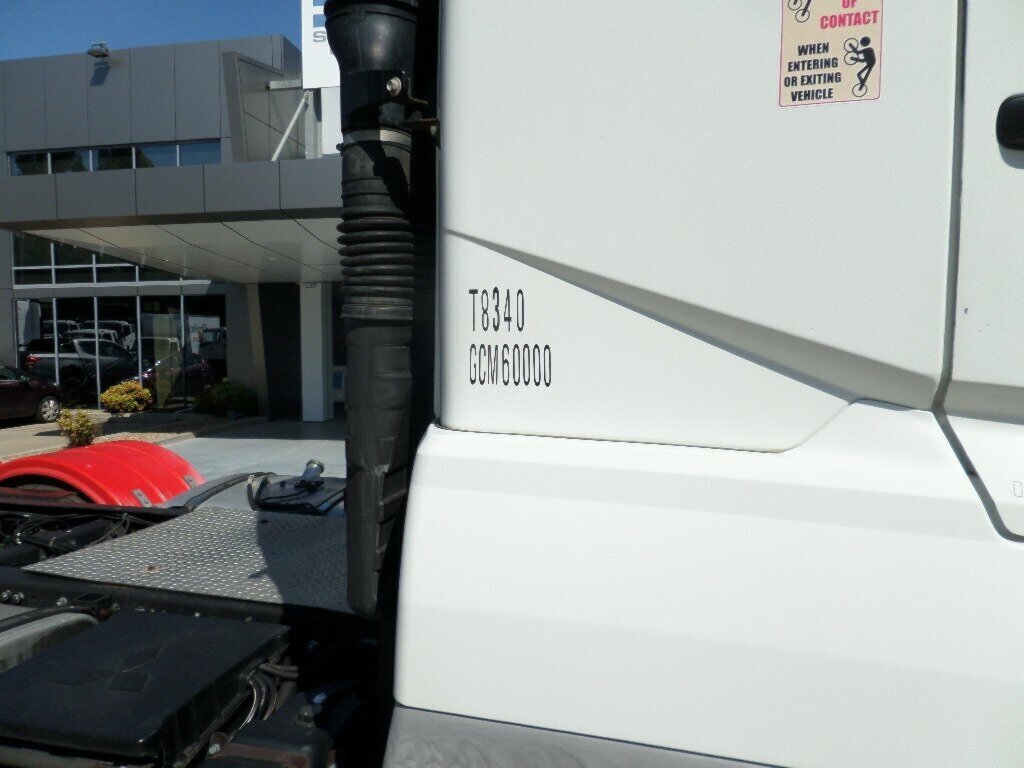 OF
CONTACT
WHEN
ENTERING
OR EXITING
VEHICLE
S
T8340
GCM60000